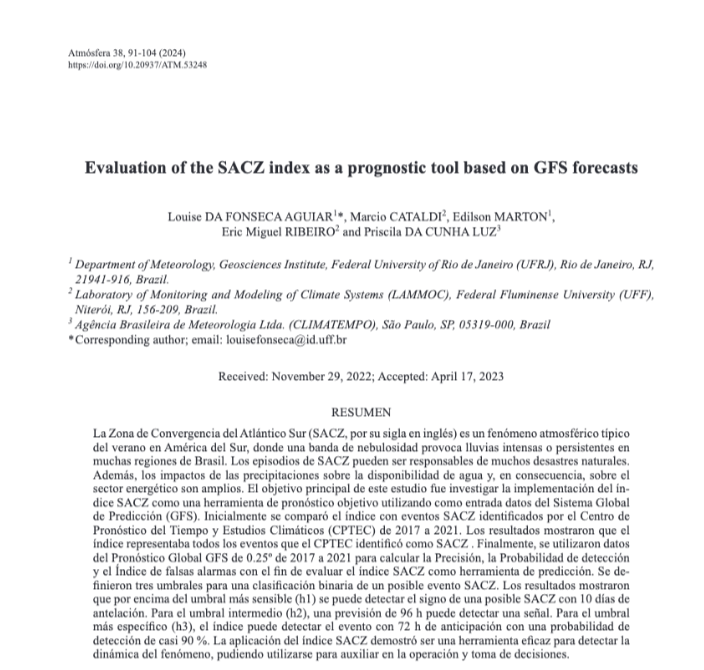 Atmósfera 38, 91-104 (2024)
https://doi.org/10.20937/ATM.53248
Evaluation of the SACZ index as a prognostic tool based on GFS forecasts
Louise DA FONSECA AGUIAR¹*, Marcio CATALDI², Edilson MARTON¹,
Eric Miguel RIBEIRO² and Priscila DA CUNHA LUZ³
¹ Department of Meteorology, Geosciences Institute, Federal University of Rio de Janeiro (UFRJ), Rio de Janeiro, RJ,
21941-916, Brazil.
² Laboratory of Monitoring and Modeling of Climate Systems (LAMMOC), Federal Fluminense University (UFF),
Niterói, RJ, 156-209, Brazil.
³ Agência Brasileira de Meteorologia Ltda. (CLIMATEMPO), São Paulo, SP, 05319-000, Brazil
*Corresponding author; email: louisefonseca@id.uff.br
Received: November 29, 2022; Accepted: April 17, 2023
RESUMEN
La Zona de Convergencia del Atlántico Sur (SACZ, por su sigla en inglés) es un fenómeno atmosférico típico
del verano en América del Sur, donde una banda de nebulosidad provoca lluvias intensas o persistentes en
muchas regiones de Brasil. Los episodios de SACZ pueden ser responsables de muchos desastres naturales.
Además, los impactos de las precipitaciones sobre la disponibilidad de agua y, en consecuencia, sobre el
sector energético son amplios. El objetivo principal de este estudio fue investigar la implementación del ín-
dice SACZ como una herramienta de pronóstico objetivo utilizando como entrada datos del Sistema Global
de Predicción (GFS). Inicialmente se comparó el índice con eventos SACZ identificados por el Centro de
Pronóstico del Tiempo y Estudios Climáticos (CPTEC) de 2017 a 2021. Los resultados mostraron que el
índice representaba todos los eventos que el CPTEC identificó como SACZ . Finalmente, se utilizaron datos
del Pronóstico Global GFS de 0.25º de 2017 a 2021 para calcular la Precisión, la Probabilidad de detección
y el Índice de falsas alarmas con el fin de evaluar el índice SACZ como herramienta de predicción. Se de-
finieron tres umbrales para una clasificación binaria de un posible evento SACZ. Los resultados mostraron
que por encima del umbral más sensible (h1) se puede detectar el signo de una posible SACZ con 10 días de
antelación. Para el umbral intermedio (h2), una previsión de 96 h puede detectar una señal. Para el umbral
más específico (h3), el índice puede detectar el evento con 72 h de anticipación con una probabilidad de
detección de casi 90 %. La aplicación del índice SACZ demostró ser una herramienta eficaz para detectar la
dinámica del fenómeno, pudiendo utilizarse para auxiliar en la operación y toma de decisiones.